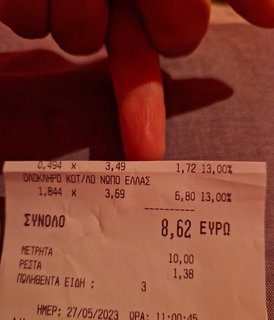 0,494 x 3,49 1,72 13,00%
ΟΛΟΚΛΗΡΟ ΚΟΤ/ΛΟ ΝΩΠΟ ΕΛΛΑΣ
1,844 x 3,69 6,80 13,00%
----------
ΣΥΝΟΛΟ 8,62 ΕΥΡΩ
ΜΕΤΡΗΤΑ 10,00
ΡΕΣΤΑ 1,38
ΠΩΛΗΘΕΝΤΑ ΕΙΔΗ : 3
ΗΜΕΡ: 27/05/2023 ΩΡΑ: 11:00:45